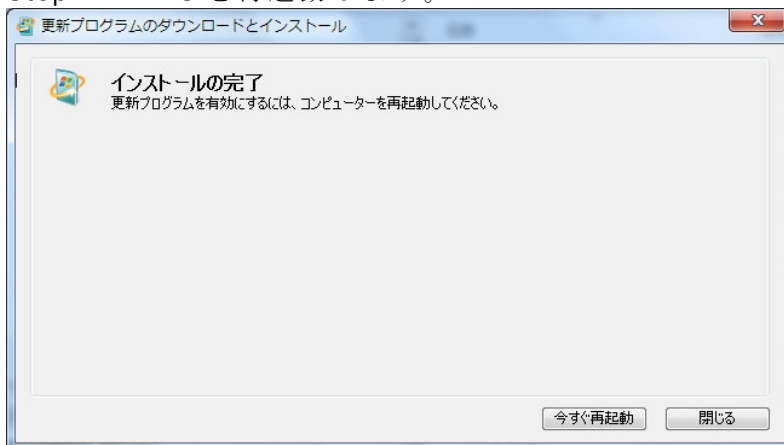 更新プログラムのダウンロードとインストール
インストールの完了
更新プログラムを有効にするには、コンピューターを再起動してください。
今すぐ再起動
閉じる